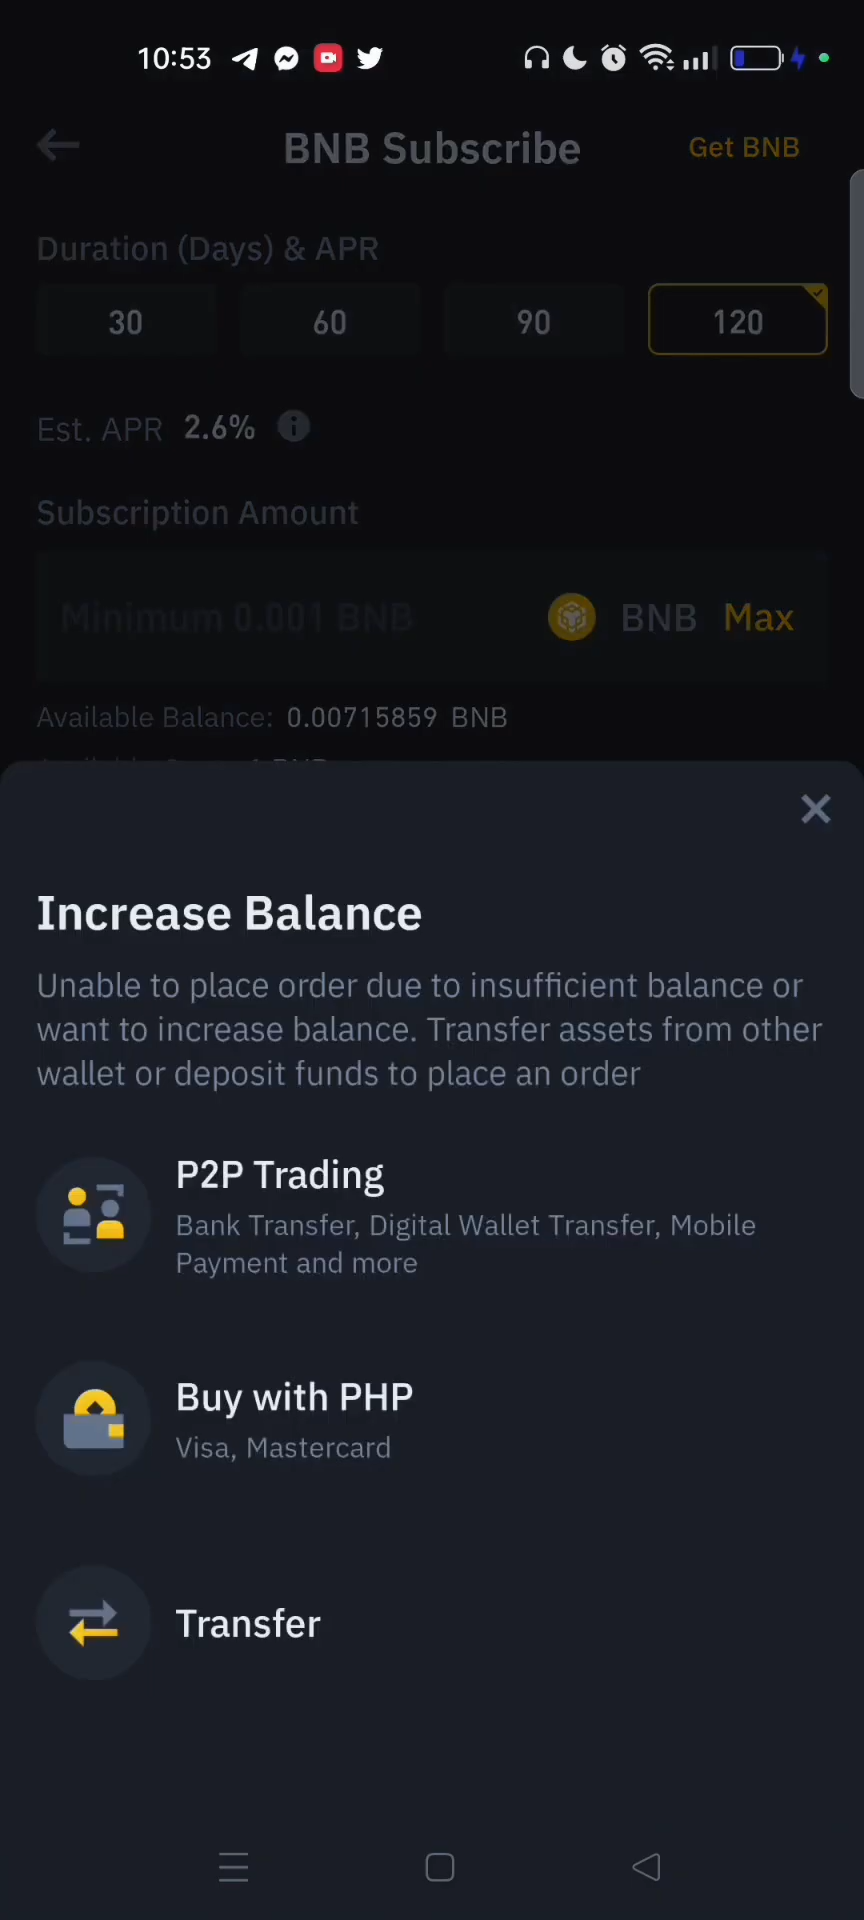 10:53
BNB Subscribe
Get BNB
Duration (Days) & APR
30
60
90
120
Est. APR 2.6%
Subscription Amount
Minimum 0.001 BNB
BNB Max
Available Balance: 0.00715859 BNB
Increase Balance
Unable to place order due to insufficient balance or
want to increase balance. Transfer assets from other
wallet or deposit funds to place an order
P2P Trading
Bank Transfer, Digital Wallet Transfer, Mobile
Payment and more
Buy with PHP
Visa, Mastercard
Transfer